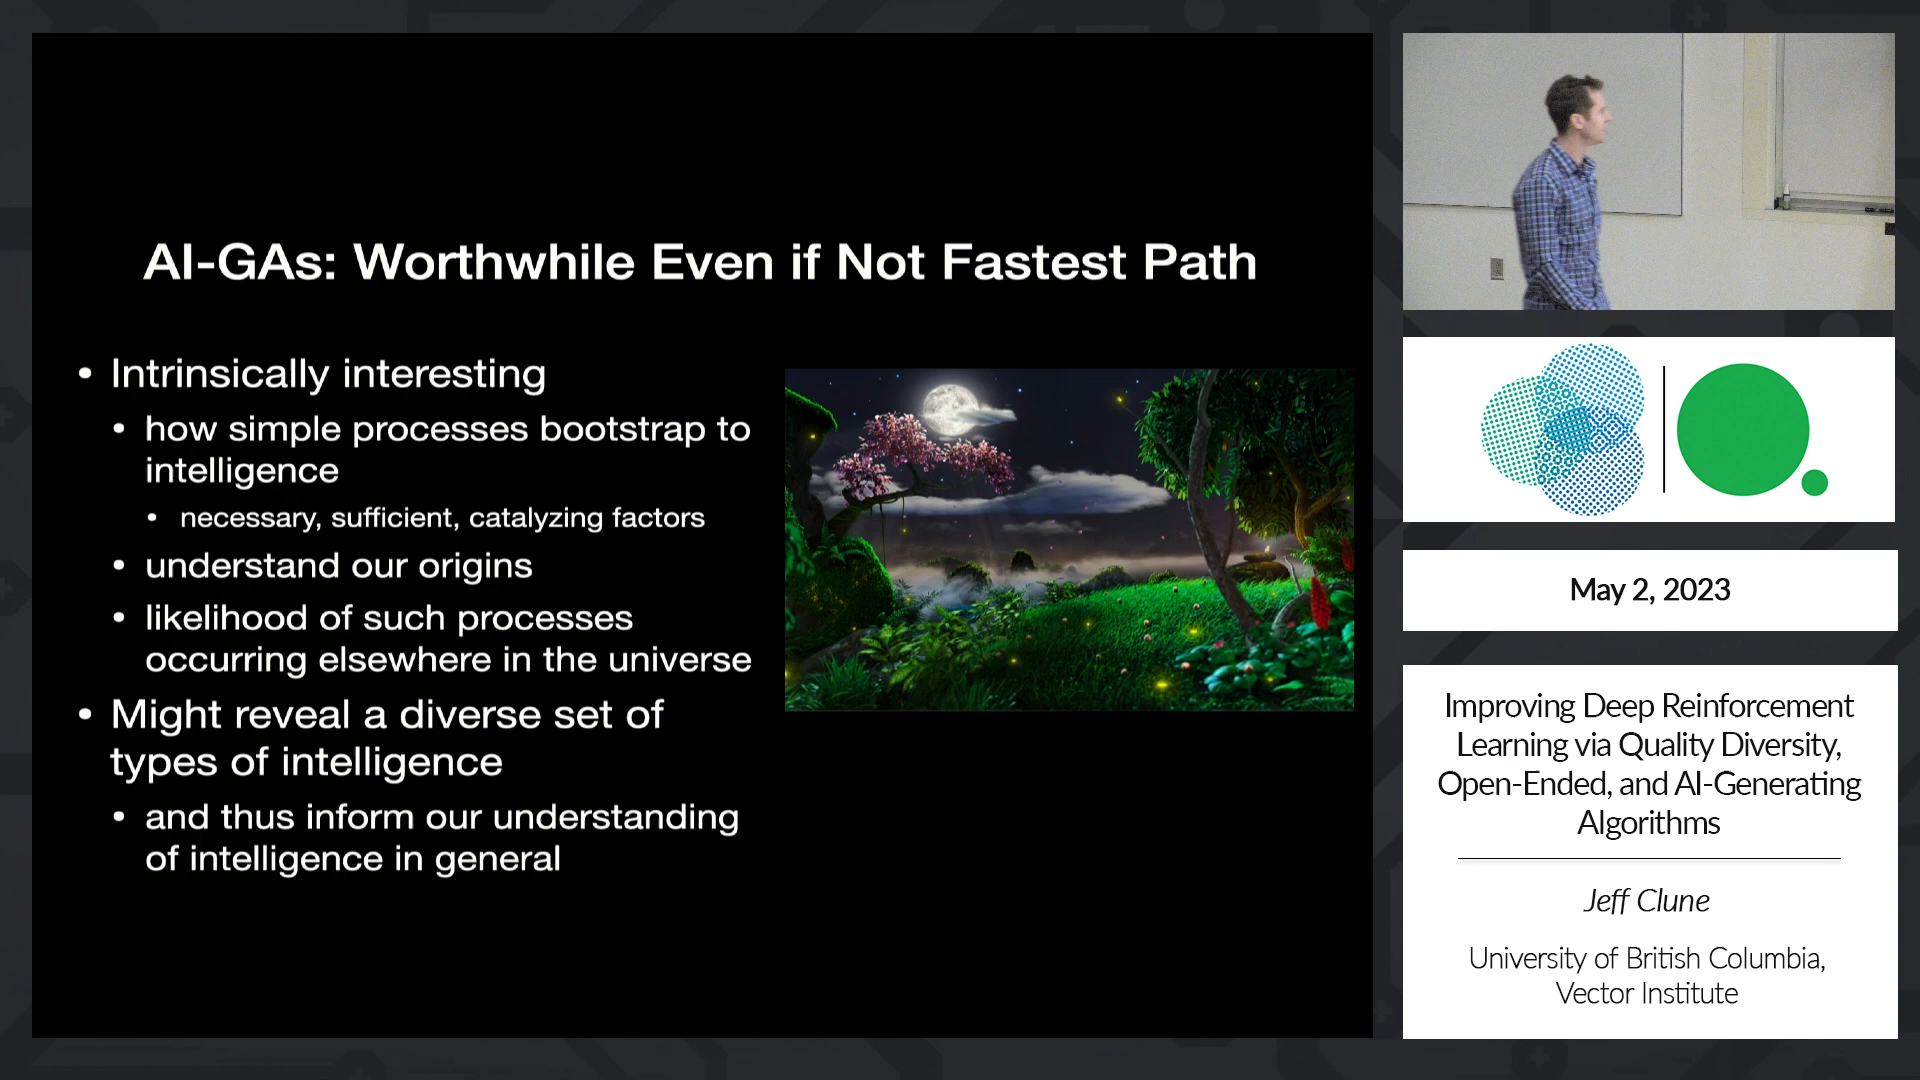 AI-GAs: Worthwhile Even if Not Fastest Path
• Intrinsically interesting
• how simple processes bootstrap to
intelligence
• necessary, sufficient, catalyzing factors
• understand our origins
• likelihood of such processes
occurring elsewhere in the universe
• Might reveal a diverse set of
types of intelligence
• and thus inform our understanding
of intelligence in general
May 2, 2023
Improving Deep Reinforcement
Learning via Quality Diversity,
Open-Ended, and AI-Generating
Algorithms
Jeff Clune
University of British Columbia,
Vector Institute